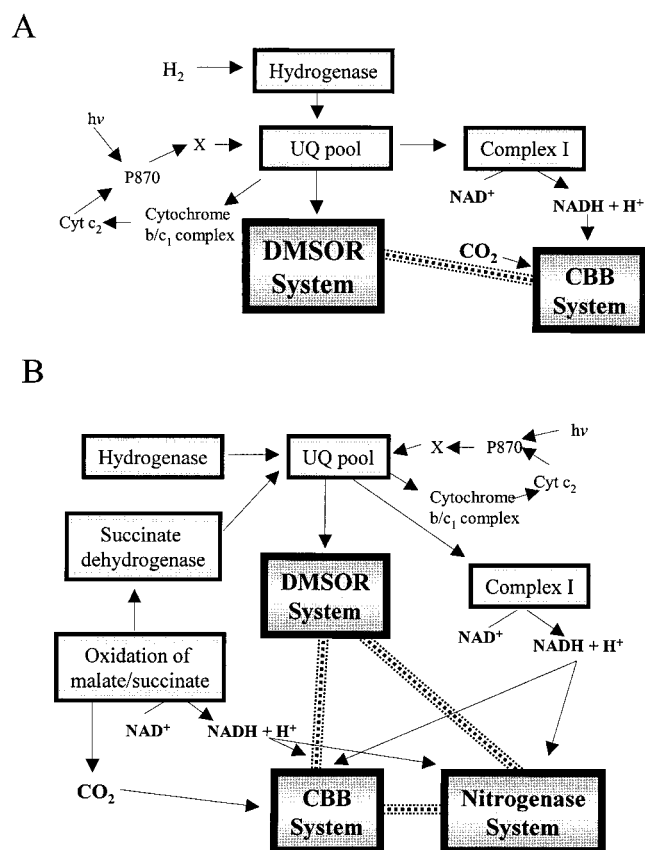 A
H₂
Hydrogenase
hν
X
UQ pool
Complex I
P870
NAD⁺
NADH + H⁺
Cyt c₂
Cytochrome
b/c₁ complex
DMSOR
System
CO₂
CBB
System
B
Hydrogenase
UQ pool
X
P870
hν
Cyt c₂
Cytochrome
b/c₁ complex
Succinate
dehydrogenase
DMSOR
System
Complex I
NAD⁺
NADH + H⁺
Oxidation of
malate/succinate
NAD⁺
NADH + H⁺
CO₂
CBB
System
Nitrogenase
System